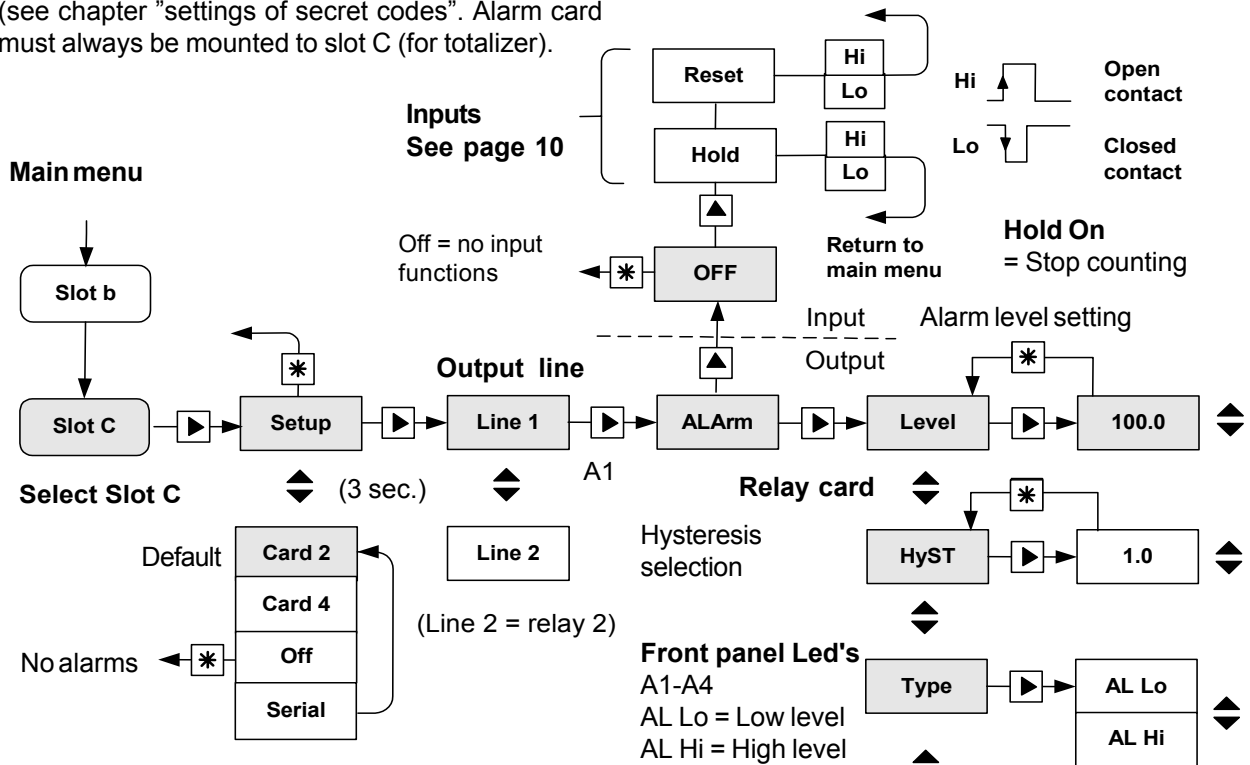 (see chapter ”settings of secret codes”. Alarm card
must always be mounted to slot C (for totalizer).
Reset
Hi
Lo
Hi
Open
contact
Inputs
See page 10
Hold
Hi
Lo
Lo
Closed
contact
Main menu
Off = no input
functions
OFF
Return to
main menu
Hold On
= Stop counting
Slot b
Input
Output
Alarm level setting
Output line
Slot C
Setup
Line 1
ALArm
Level
100.0
Select Slot C
(3 sec.)
A1
Relay card
Default
Card 2
Card 4
Off
Serial
Line 2
(Line 2 = relay 2)
No alarms
Hysteresis
selection
HyST
1.0
Front panel Led's
A1-A4
AL Lo = Low level
AL Hi = High level
Type
AL Lo
AL Hi